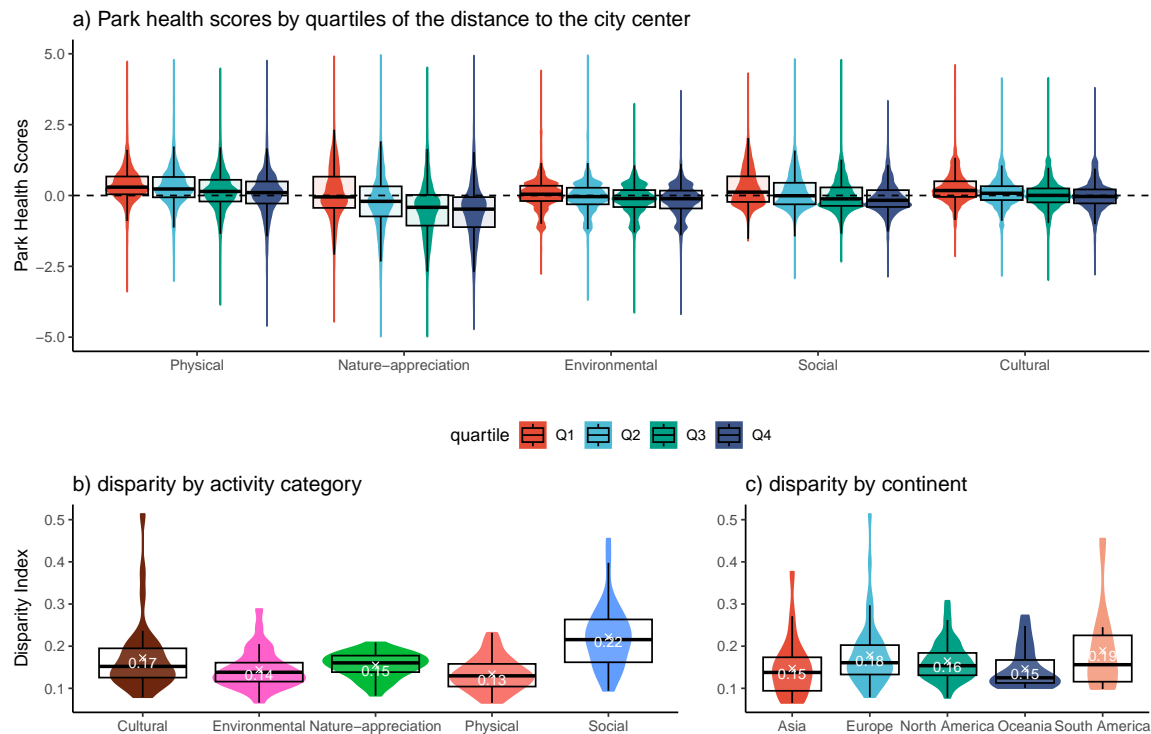 a) Park health scores by quartiles of the distance to the city center
Park Health Scores
5.0
2.5
0.0
−2.5
−5.0
Physical Nature−appreciation Environmental Social Cultural
quartile Q1 Q2 Q3 Q4
b) disparity by activity category
Disparity Index
0.5
0.4
0.3
0.2
0.1
0.17 0.14 0.15 0.13 0.22
Cultural Environmental Nature−appreciation Physical Social
c) disparity by continent
0.5
0.4
0.3
0.2
0.1
0.15 0.18 0.16 0.15 0.19
Asia Europe North America Oceania South America